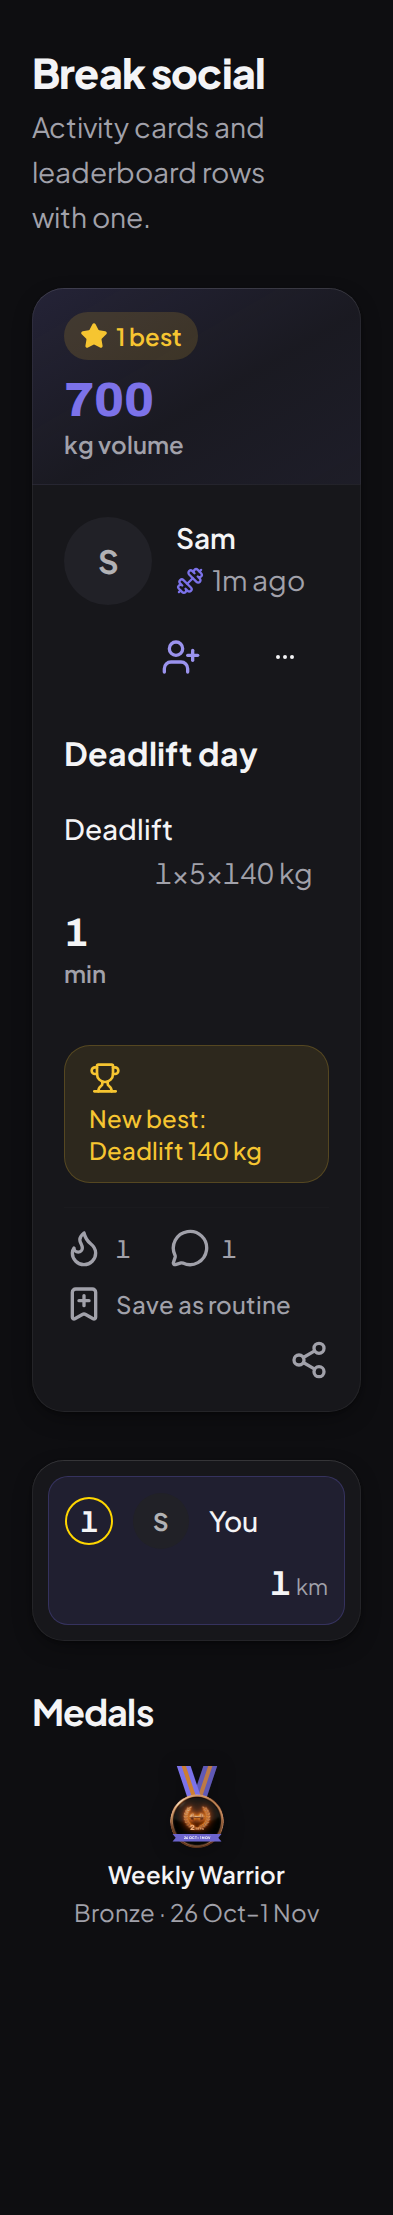 Break social
Activity cards and
leaderboard rows
with one.
1 best
700
kg volume
S
Sam
1m ago
Deadlift day
Deadlift
1×5×140 kg
1
min
New best:
Deadlift 140 kg
1 1
Save as routine
1 S You
1 km
Medals
Weekly Warrior
Bronze · 26 Oct–1 Nov